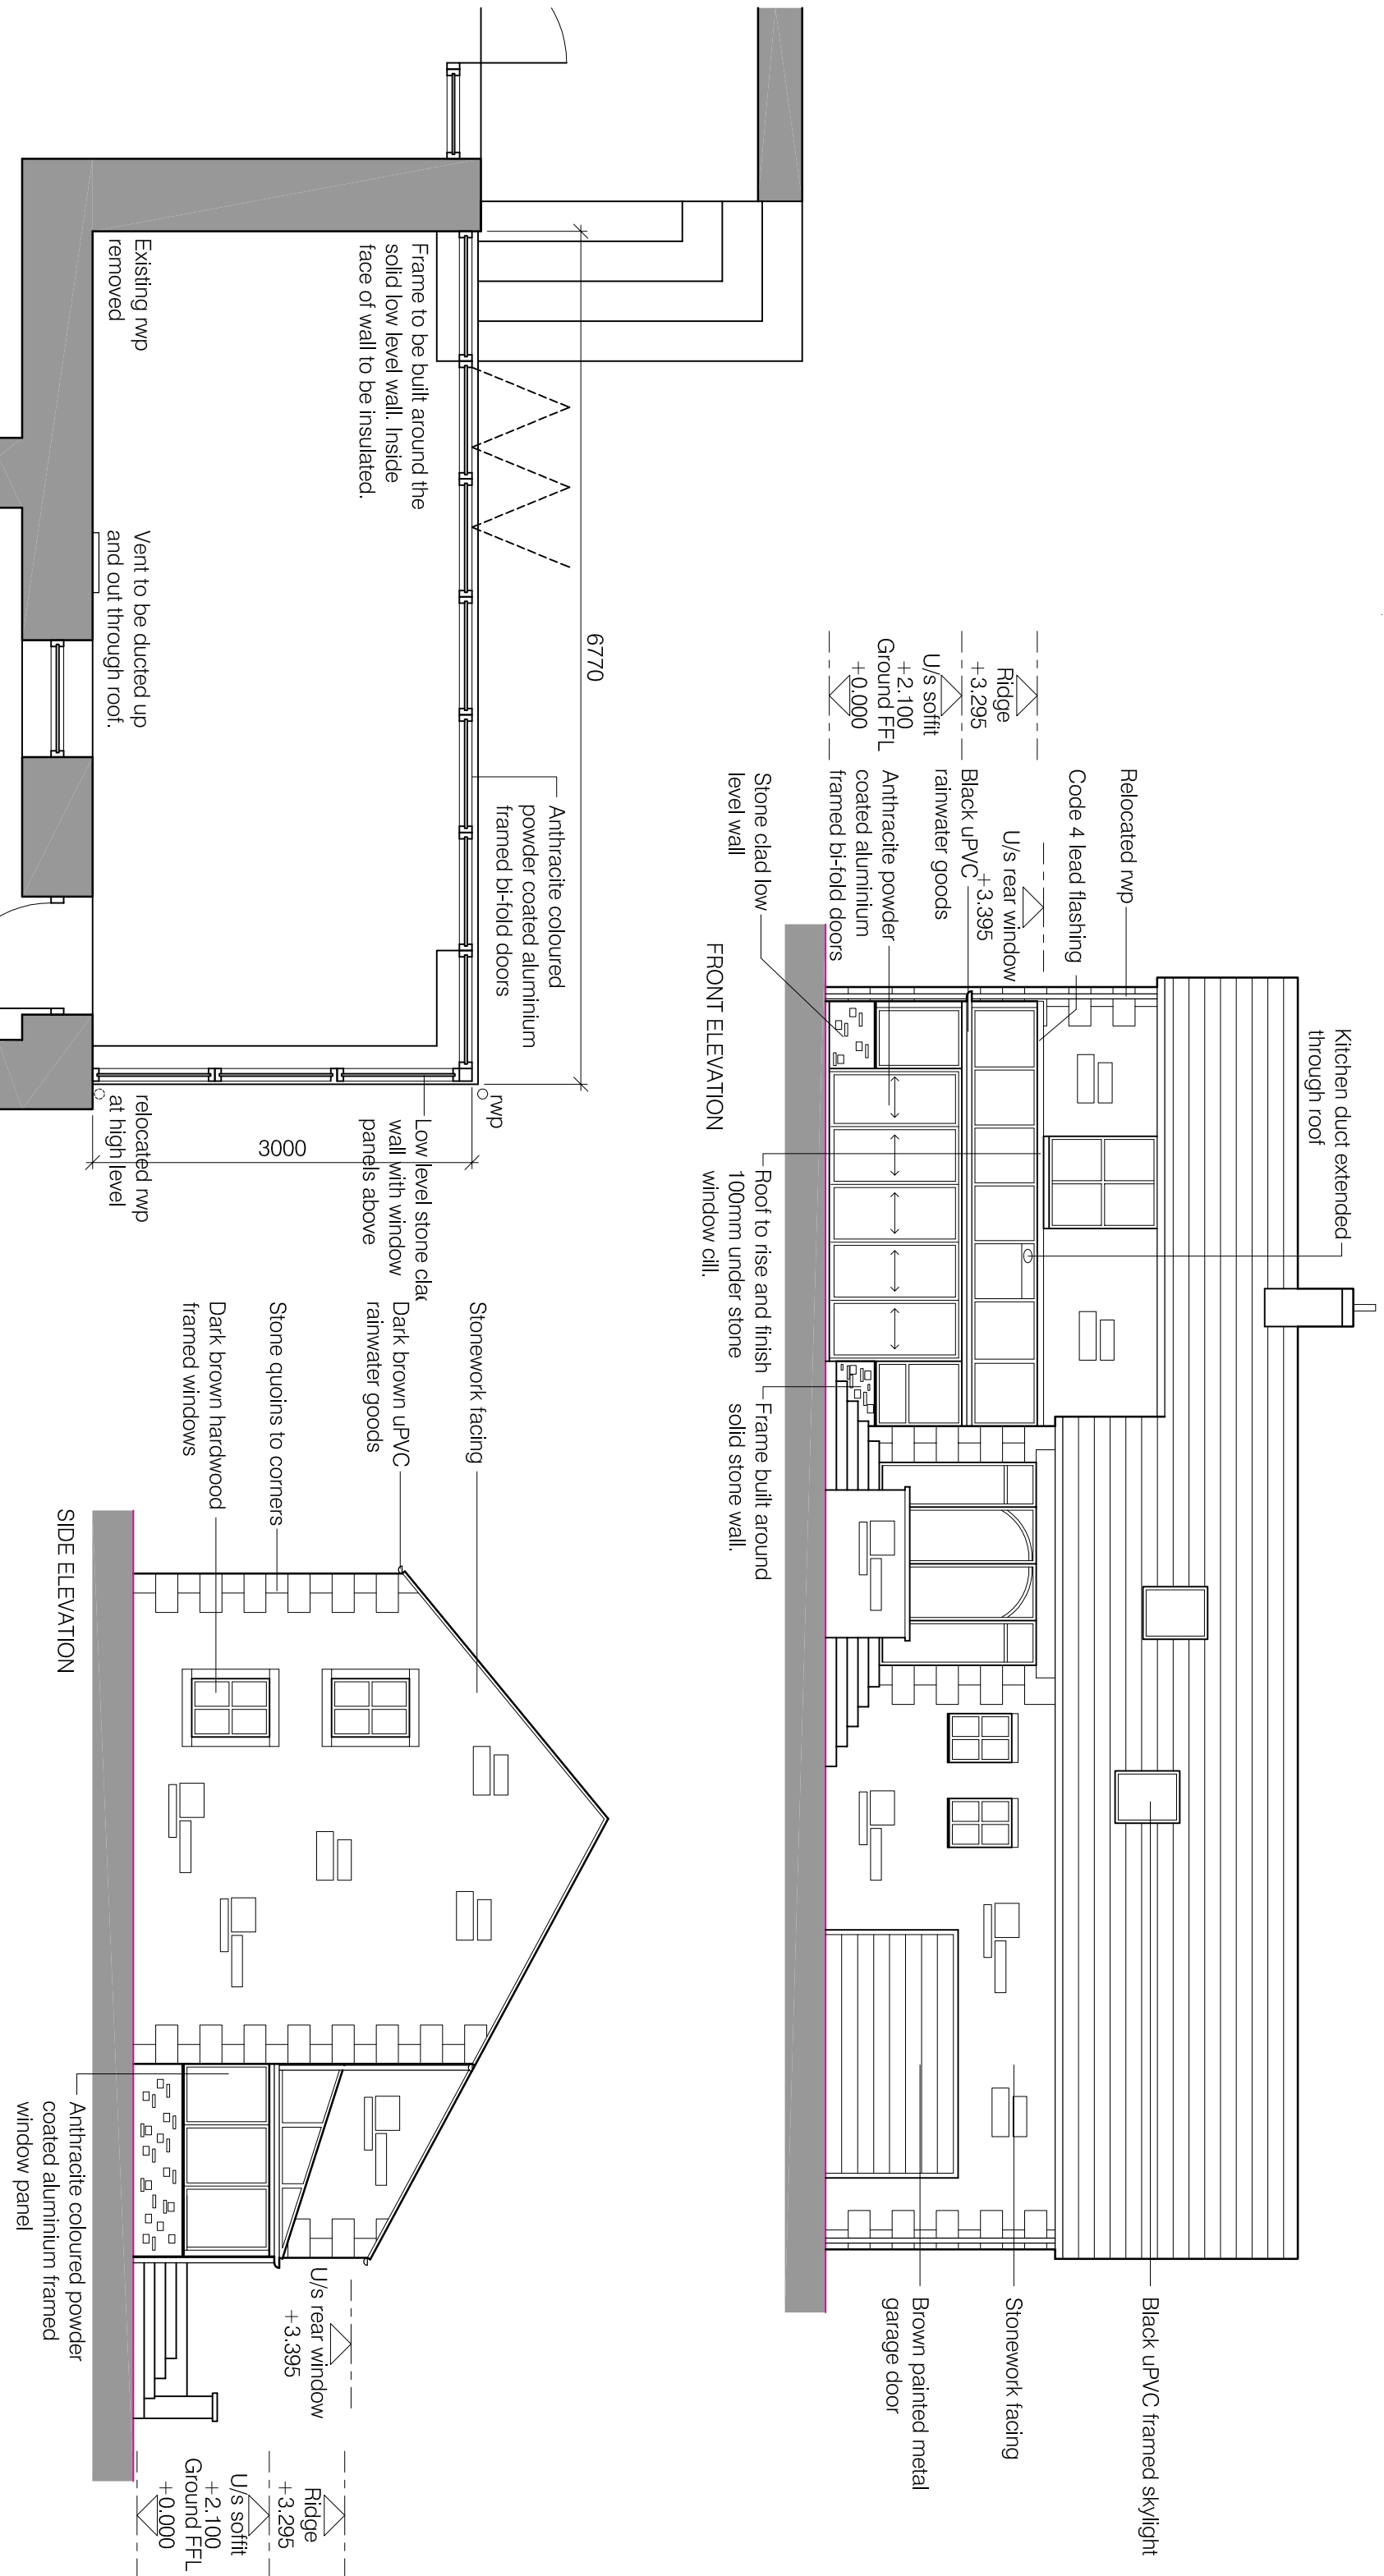 Kitchen duct extended
through roof
Relocated rwp
Code 4 lead flashing
U/s rear window
+3.395
Ridge
+3.295
U/s soffit
+2.100
Ground FFL
+0.000
Black uPVC
rainwater goods
Anthracite powder
coated aluminium
framed bi-fold doors
Stone clad low
level wall
FRONT ELEVATION
Roof to rise and finish
100mm under stone
window cill.
Frame built around
solid stone wall.
Black uPVC framed skylight
Stonework facing
Brown painted metal
garage door
6770
Anthracite coloured
powder coated aluminium
framed bi-fold doors
Frame to be built around the
solid low level wall. Inside
face of wall to be insulated.
Existing rwp
removed
Vent to be ducted up
and out through roof.
rwp
3000
Low level stone clad
wall with window
panels above
relocated rwp
at high level
Stonework facing
Dark brown uPVC
rainwater goods
Stone quoins to corners
Dark brown hardwood
framed windows
SIDE ELEVATION
U/s rear window
+3.395
Ridge
+3.295
U/s soffit
+2.100
Ground FFL
+0.000
Anthracite coloured powder
coated aluminium framed
window panel